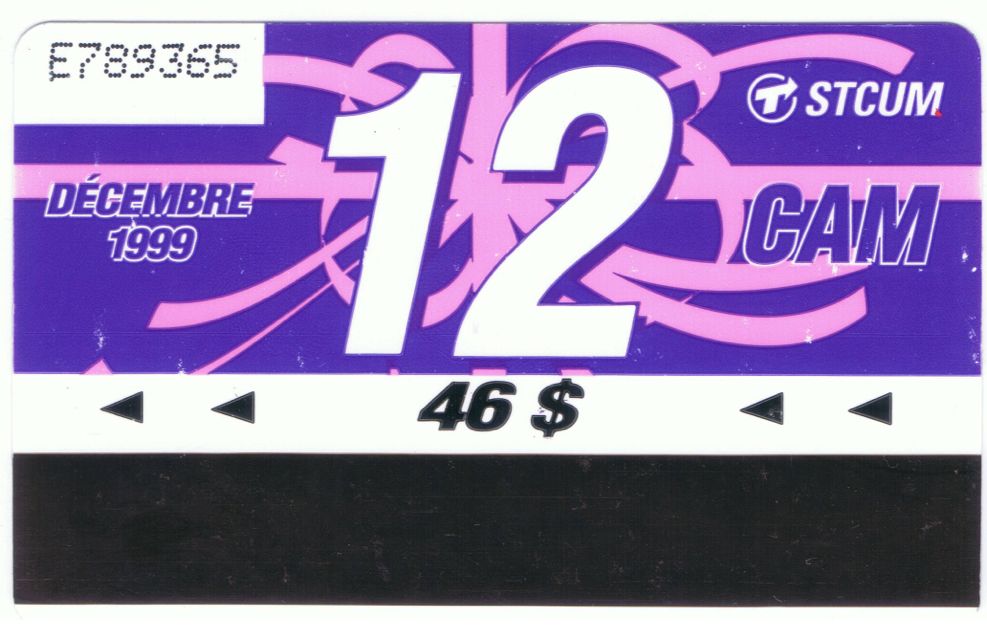 E789365
STCUM
12
DÉCEMBRE
1999
CAM
46 $